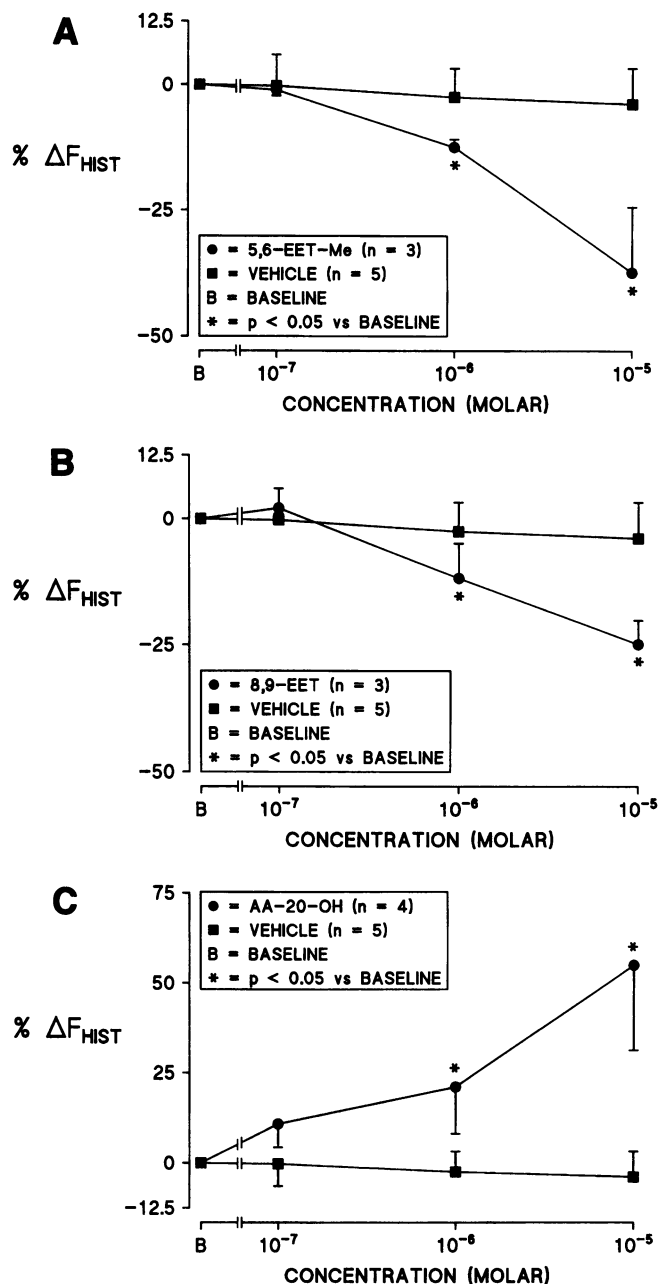 A
12.5
0
% ΔF_HIST
-25
● = 5,6-EET-Me (n = 3)
■ = VEHICLE (n = 5)
B = BASELINE
* = p < 0.05 vs BASELINE
*
*
-50
B 10⁻⁷ 10⁻⁶ 10⁻⁵
CONCENTRATION (MOLAR)
B
12.5
0
% ΔF_HIST
*
-25
*
● = 8,9-EET (n = 3)
■ = VEHICLE (n = 5)
B = BASELINE
* = p < 0.05 vs BASELINE
-50
B 10⁻⁷ 10⁻⁶ 10⁻⁵
CONCENTRATION (MOLAR)
C
75
● = AA-20-OH (n = 4)
■ = VEHICLE (n = 5)
B = BASELINE
* = p < 0.05 vs BASELINE
*
50
% ΔF_HIST
*
25
0
-12.5
B 10⁻⁷ 10⁻⁶ 10⁻⁵
CONCENTRATION (MOLAR)